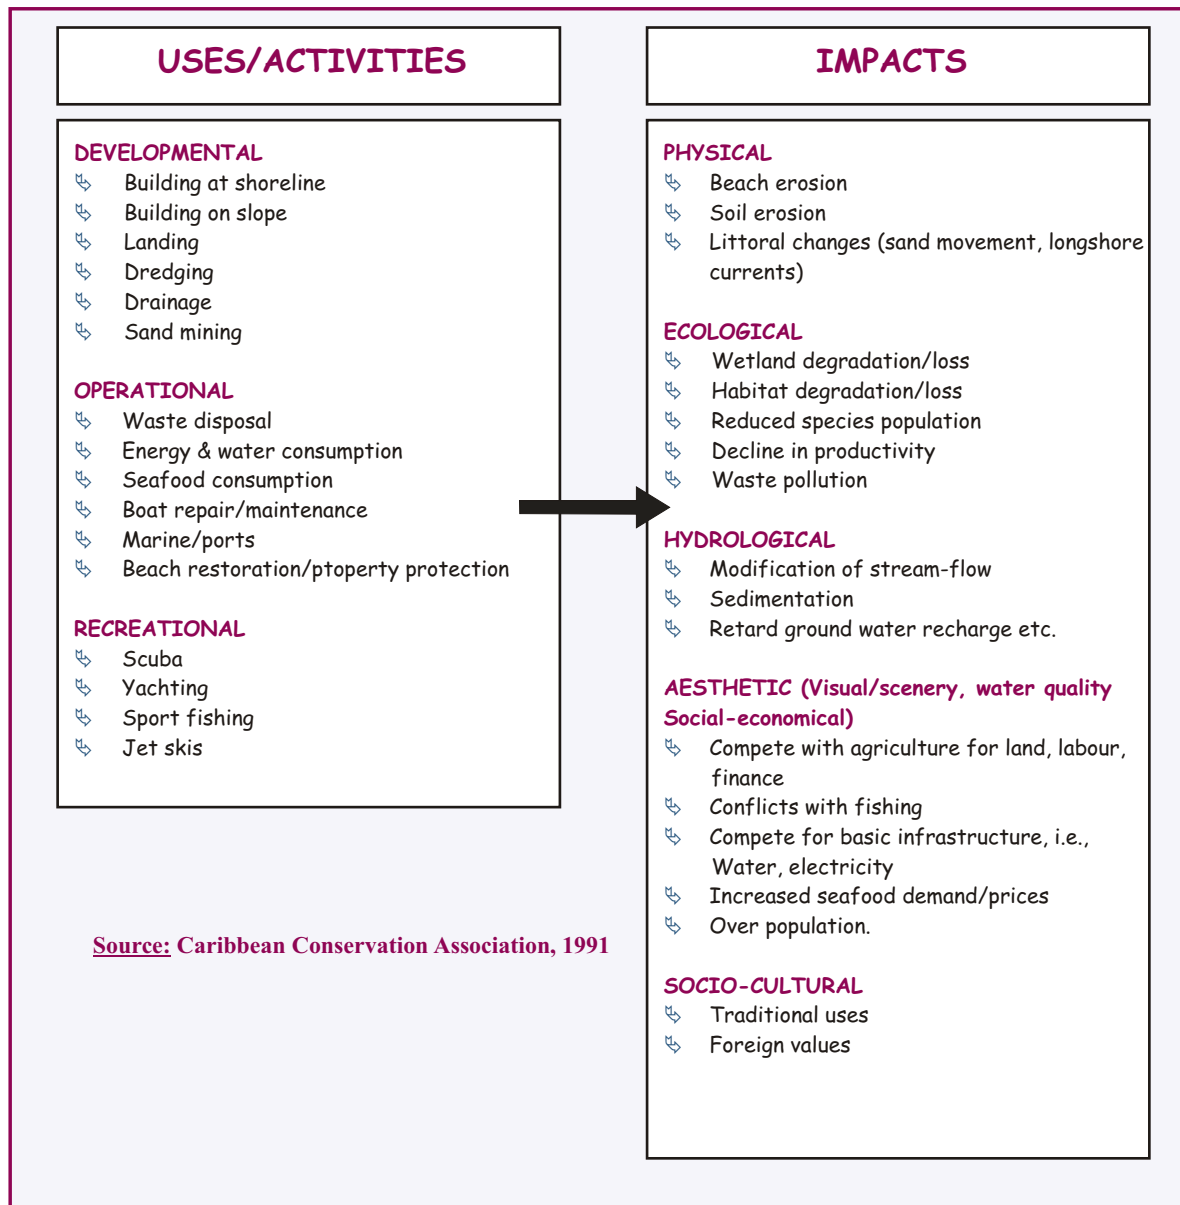 USES/ACTIVITIES
DEVELOPMENTAL
Building at shoreline
Building on slope
Landing
Dredging
Drainage
Sand mining
OPERATIONAL
Waste disposal
Energy & water consumption
Seafood consumption
Boat repair/maintenance
Marine/ports
Beach restoration/ptoperty protection
RECREATIONAL
Scuba
Yachting
Sport fishing
Jet skis
IMPACTS
PHYSICAL
Beach erosion
Soil erosion
Littoral changes (sand movement, longshore
currents)
ECOLOGICAL
Wetland degradation/loss
Habitat degradation/loss
Reduced species population
Decline in productivity
Waste pollution
HYDROLOGICAL
Modification of stream-flow
Sedimentation
Retard ground water recharge etc.
AESTHETIC (Visual/scenery, water quality
Social-economical)
Compete with agriculture for land, labour,
finance
Conflicts with fishing
Compete for basic infrastructure, i.e.,
Water, electricity
Increased seafood demand/prices
Over population.
SOCIO-CULTURAL
Traditional uses
Foreign values
Source: Caribbean Conservation Association, 1991